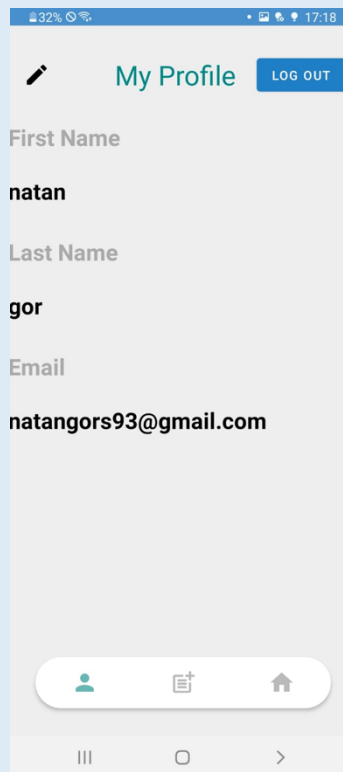 32% 17:18
My Profile LOG OUT
First Name
natan
Last Name
gor
Email
natangors93@gmail.com